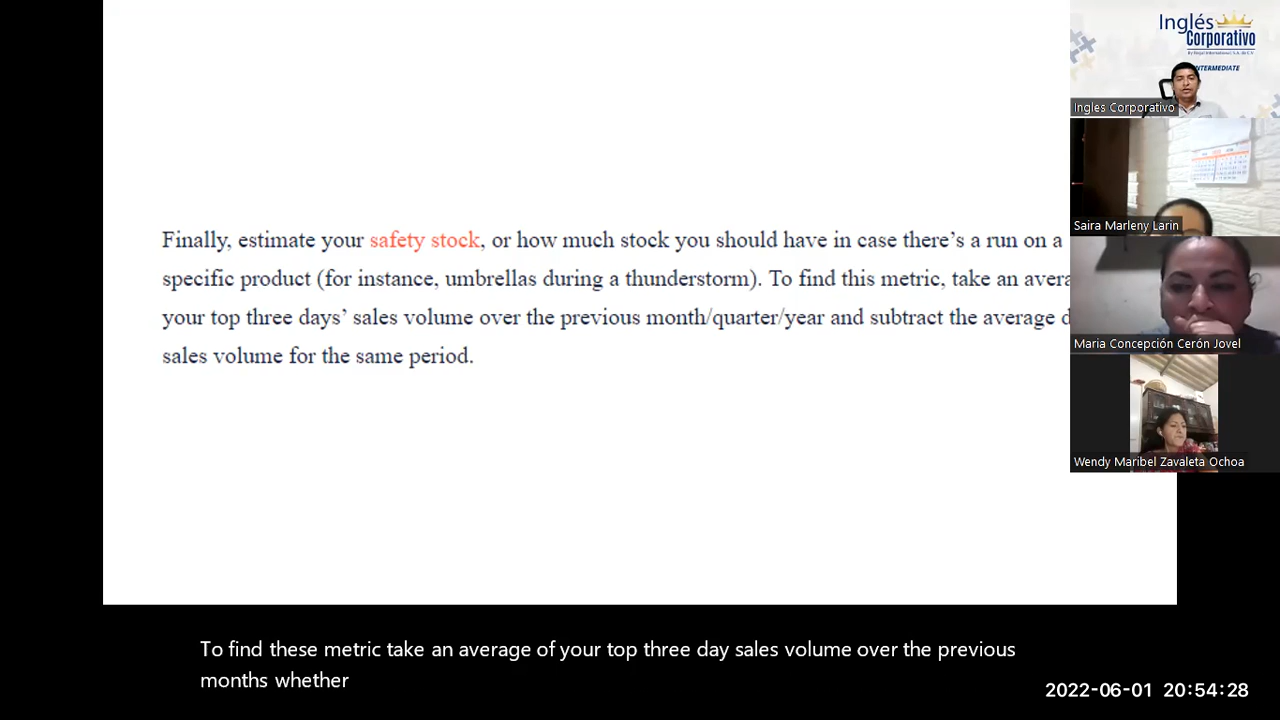 Finally, estimate your safety stock, or how much stock you should have in case there's a run on a
specific product (for instance, umbrellas during a thunderstorm). To find this metric, take an
your top three days' sales volume over the previous month/quarter/year and subtract the average
sales volume for the same period.
To find these metric take an average of your top three day sales volume over the previous
months whether
2022-06-01 20:54:28
Inglés
Corporativo
INTERMEDIATE
Ingles Corporativo
Saira Marleny Larin
Maria Concepción Cerón Jovel
Wendy Maribel Zavaleta Ochoa